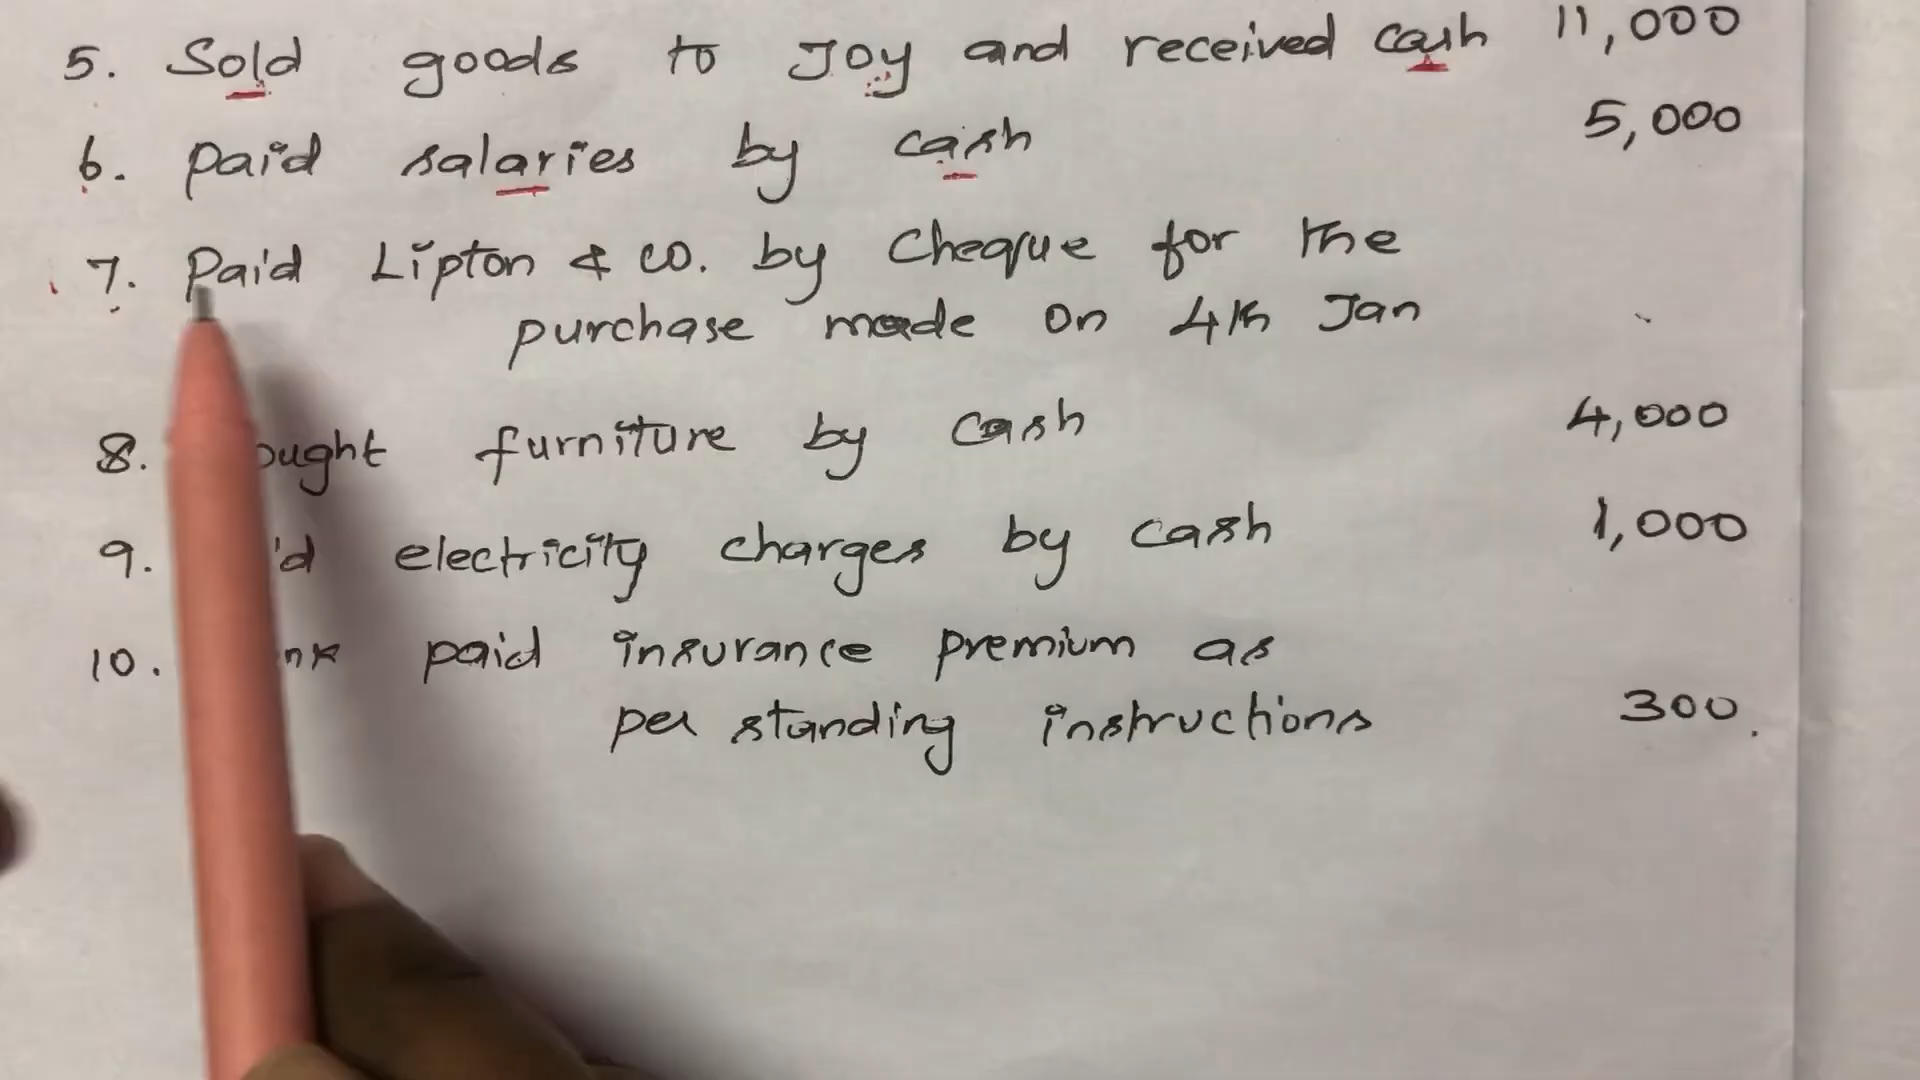 5. Sold goods to Joy and received cash 11,000
6. Paid salaries by cash 5,000
7. Paid Lipton & co. by Cheque for the
purchase made on 4th Jan
8. ought furniture by cash 4,000
9. 'd electricity charges by cash 1,000
10. nk paid insurance premium as
per standing instructions 300.